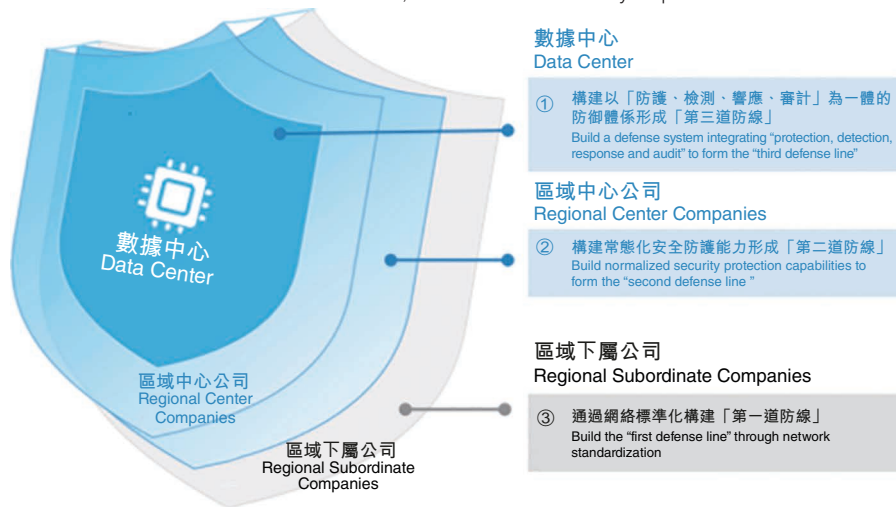 數據中心
Data Center
① 構建以「防護、檢測、響應、審計」為一體的
防御體係形成「第三道防線」
Build a defense system integrating “protection, detection,
response and audit” to form the “third defense line”
區域中心公司
Regional Center Companies
② 構建常態化安全防護能力形成「第二道防線」
Build normalized security protection capabilities to
form the “second defense line ”
區域下屬公司
Regional Subordinate Companies
③ 通過網絡標準化構建「第一道防線」
Build the “first defense line” through network
standardization
數據中心
Data Center
區域中心公司
Regional Center
Companies
區域下屬公司
Regional Subordinate
Companies